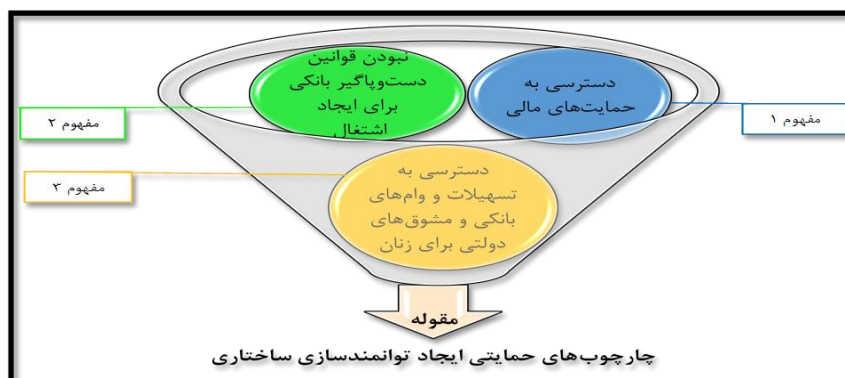 دسترسی به
حمایت‌های مالی
مفهوم ۱
نبودن قوانین
دست‌وپاگیر بانکی
برای ایجاد
اشتغال
مفهوم ۲
دسترسی به
تسهیلات و وام‌های
بانکی و مشوق‌های
دولتی برای زنان
مفهوم ۳
مقوله
چارچوب‌های حمایتی ایجاد توانمندسازی ساختاری